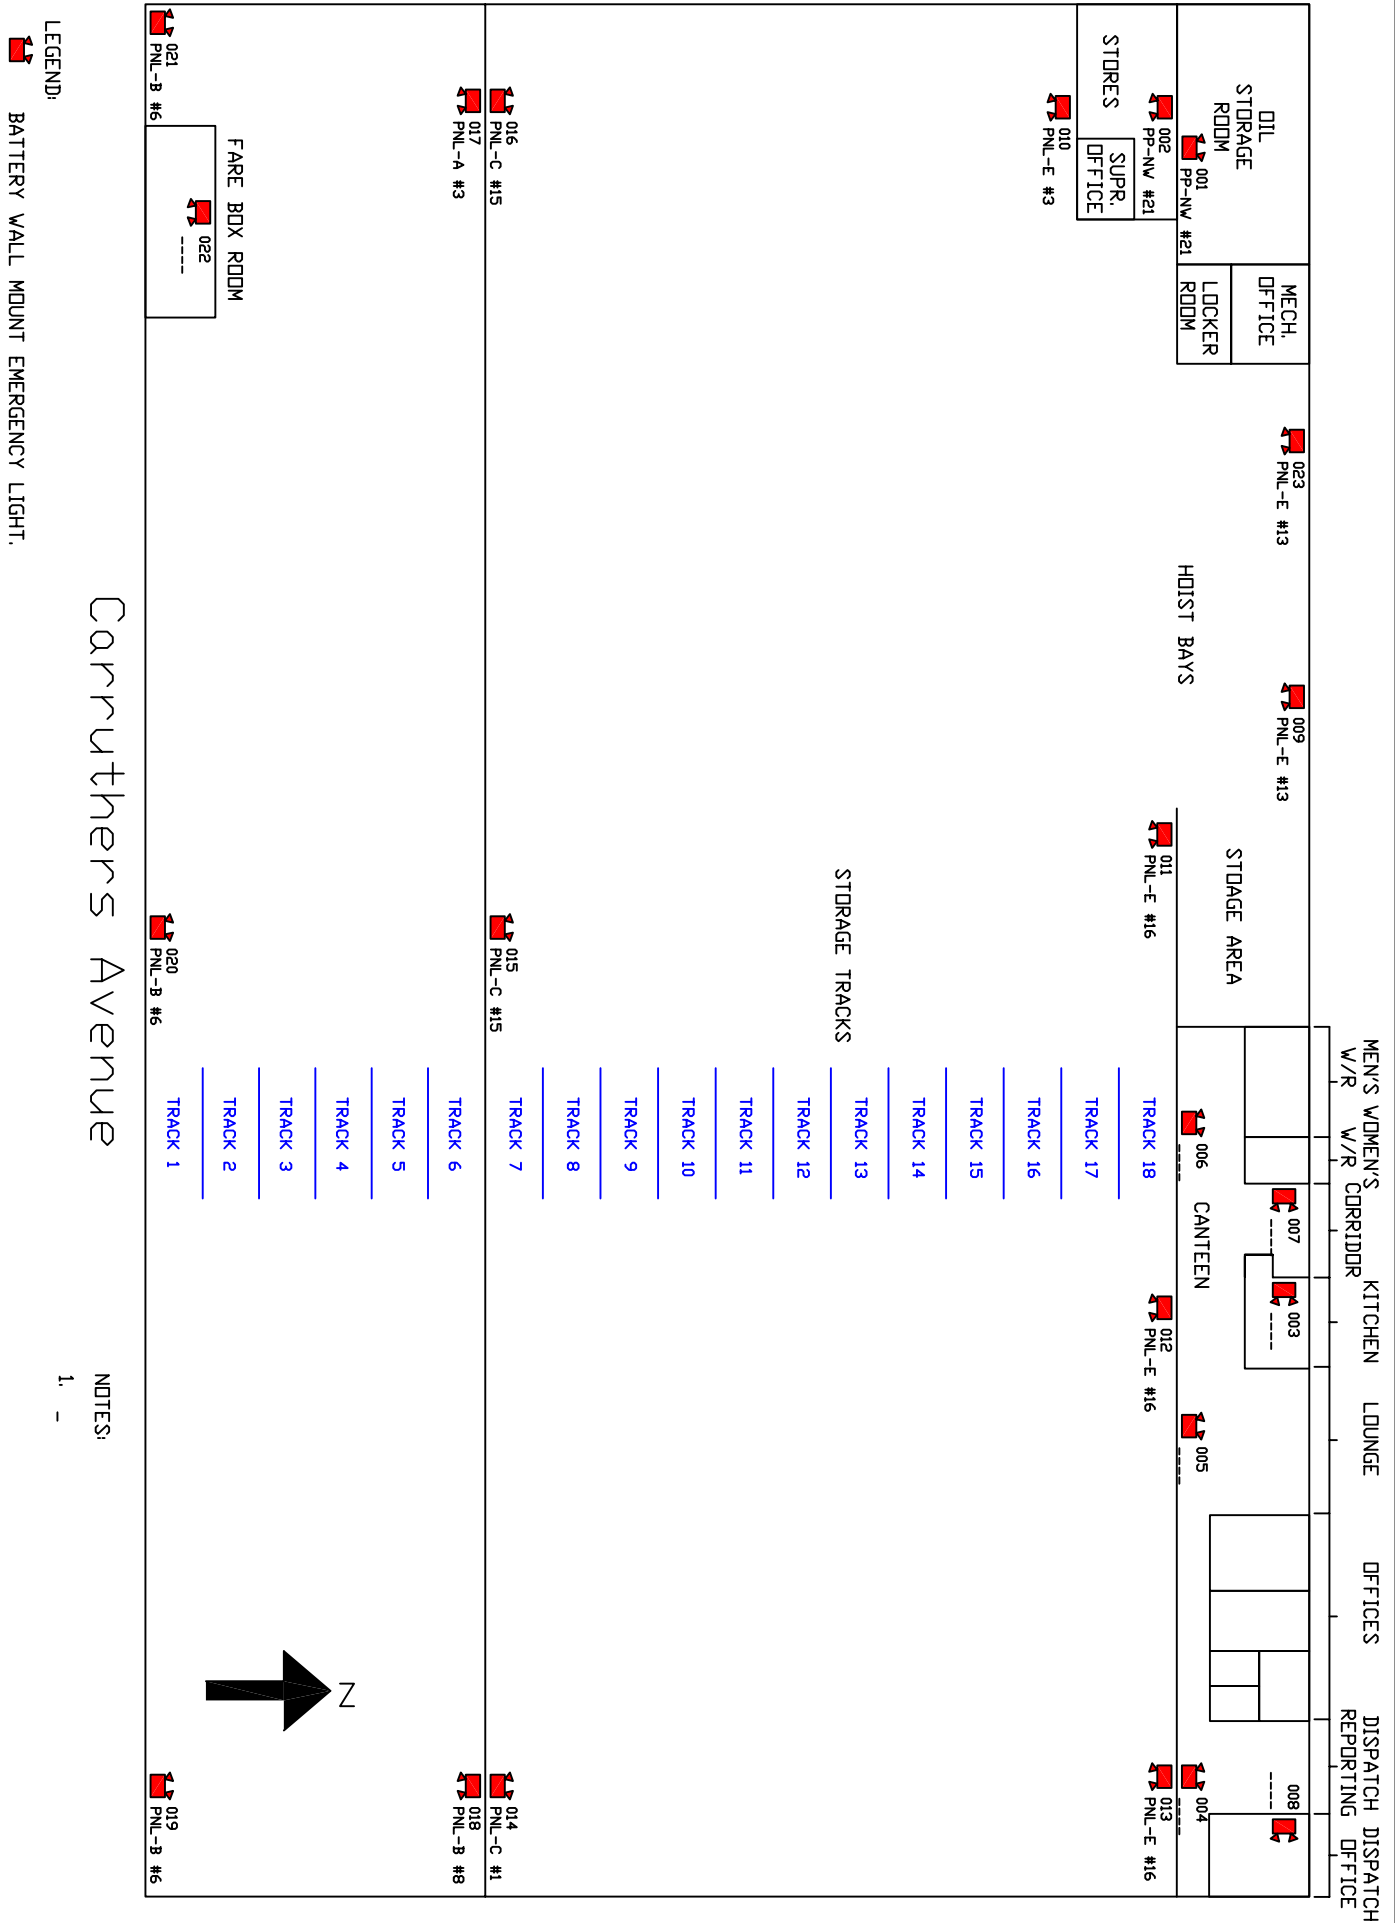 MEN'S
W/R
WOMEN'S
W/R
CORRIDOR
KITCHEN
LOUNGE
OFFICES
DISPATCH
REPORTING
DISPATCH
OFFICE
OIL
STORAGE
ROOM
MECH.
OFFICE
LOCKER
ROOM
STORES
SUPR.
OFFICE
001
PP-NW #21
002
PP-NW #21
010
PNL-E #3
023
PNL-E #13
009
PNL-E #13
HOIST BAYS
STOAGE AREA
011
PNL-E #16
006
----
007
-----
003
-----
CANTEEN
012
PNL-E #16
005
-----
008
-----
004
-----
013
PNL-E #16
STORAGE TRACKS
TRACK 18
TRACK 17
TRACK 16
TRACK 15
TRACK 14
TRACK 13
TRACK 12
TRACK 11
TRACK 10
TRACK 9
TRACK 8
TRACK 7
TRACK 6
TRACK 5
TRACK 4
TRACK 3
TRACK 2
TRACK 1
016
PNL-C #15
015
PNL-C #15
014
PNL-C #1
017
PNL-A #3
018
PNL-B #8
FARE BOX ROOM
022
----
021
PNL-B #6
020
PNL-B #6
019
PNL-B #6
N
Carruthers Avenue
LEGEND:
BATTERY WALL MOUNT EMERGENCY LIGHT.
NOTES:
1. -